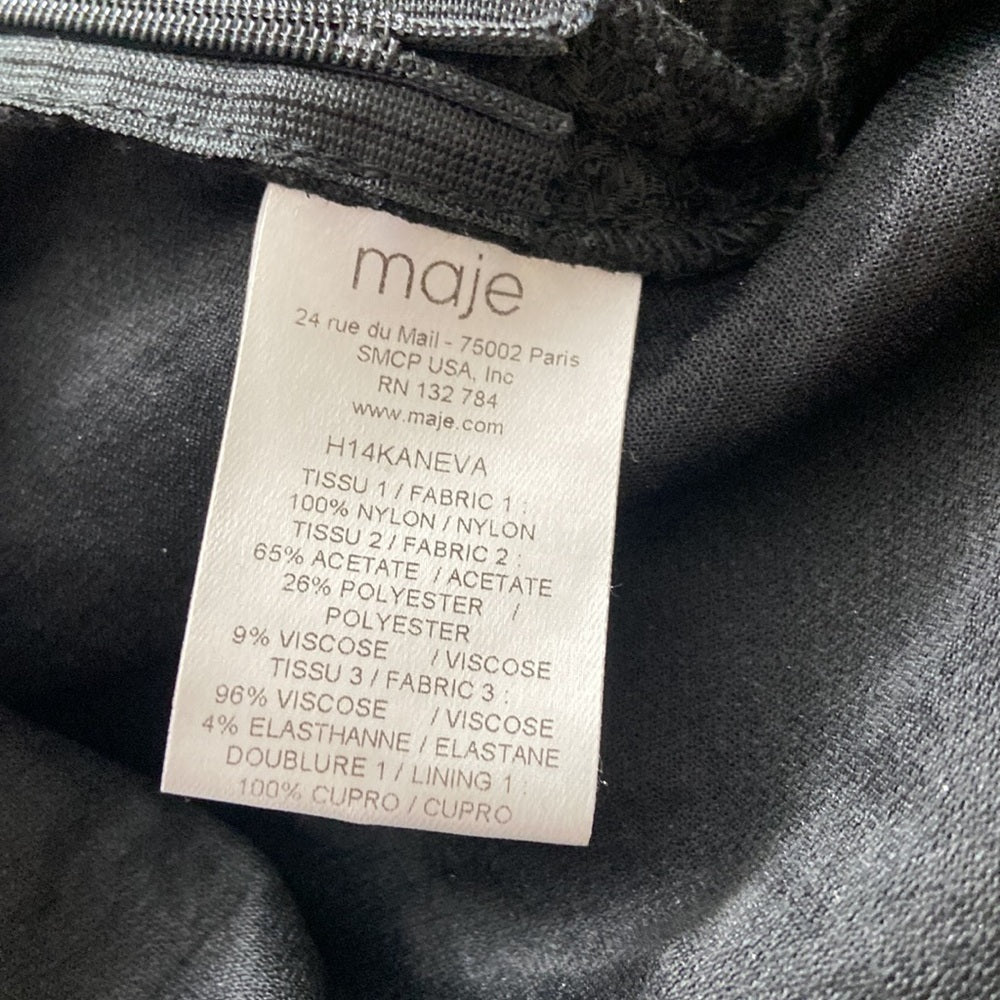 maje
24 rue du Mail - 75002 Paris
SMCP USA, Inc
RN 132 784
www.maje.com
H14KANEVA
TISSU 1 / FABRIC 1 :
100% NYLON / NYLON
TISSU 2 / FABRIC 2 :
65% ACETATE / ACETATE
26% POLYESTER /
POLYESTER
9% VISCOSE / VISCOSE
TISSU 3 / FABRIC 3 :
96% VISCOSE / VISCOSE
4% ELASTHANNE / ELASTANE
DOUBLURE 1 / LINING 1 :
100% CUPRO / CUPRO